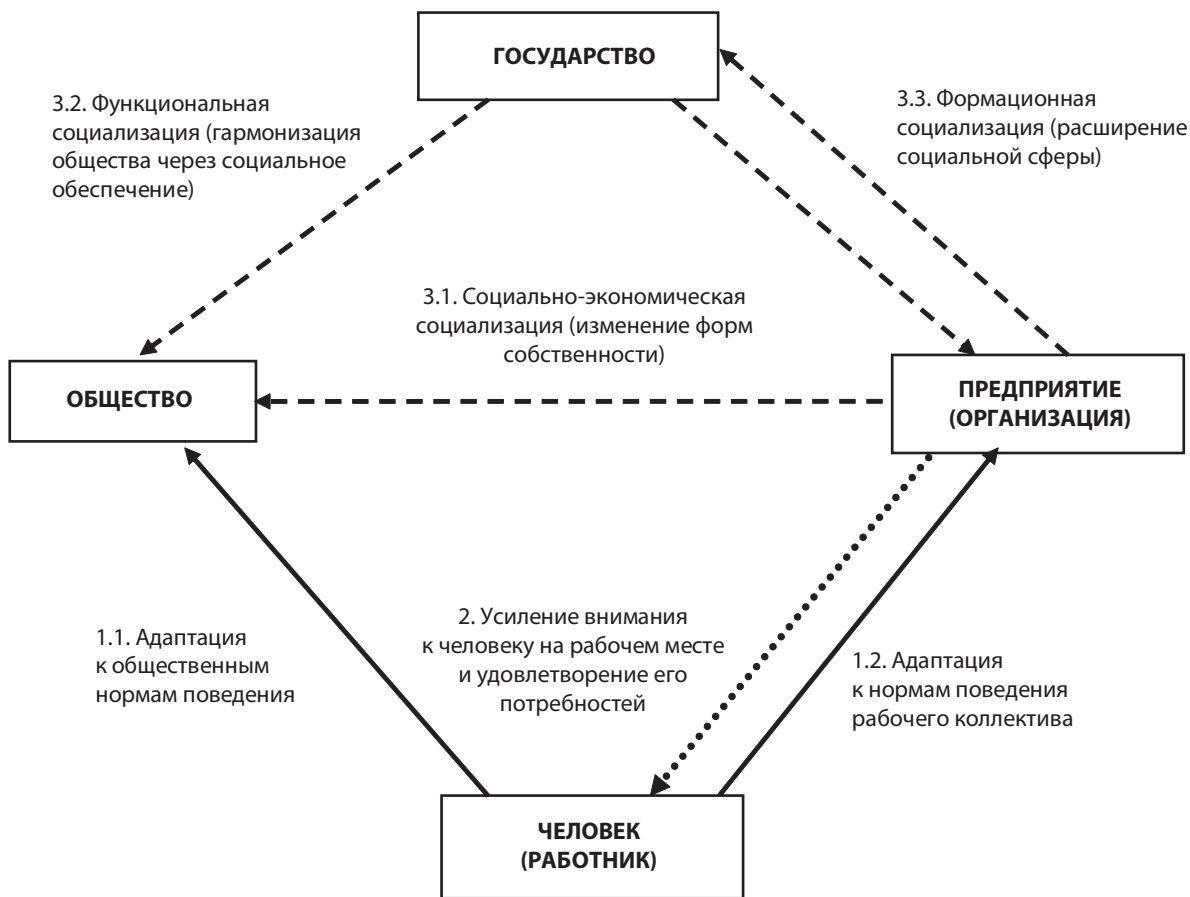 ГОСУДАРСТВО
3.2. Функциональная
социализация (гармонизация
общества через социальное
обеспечение)
3.3. Формационная
социализация (расширение
социальной сферы)
3.1. Социально-экономическая
социализация (изменение форм
собственности)
ОБЩЕСТВО
ПРЕДПРИЯТИЕ
(ОРГАНИЗАЦИЯ)
1.1. Адаптация
к общественным
нормам поведения
2. Усиление внимания
к человеку на рабочем месте
и удовлетворение его
потребностей
1.2. Адаптация
к нормам поведения
рабочего коллектива
ЧЕЛОВЕК
(РАБОТНИК)